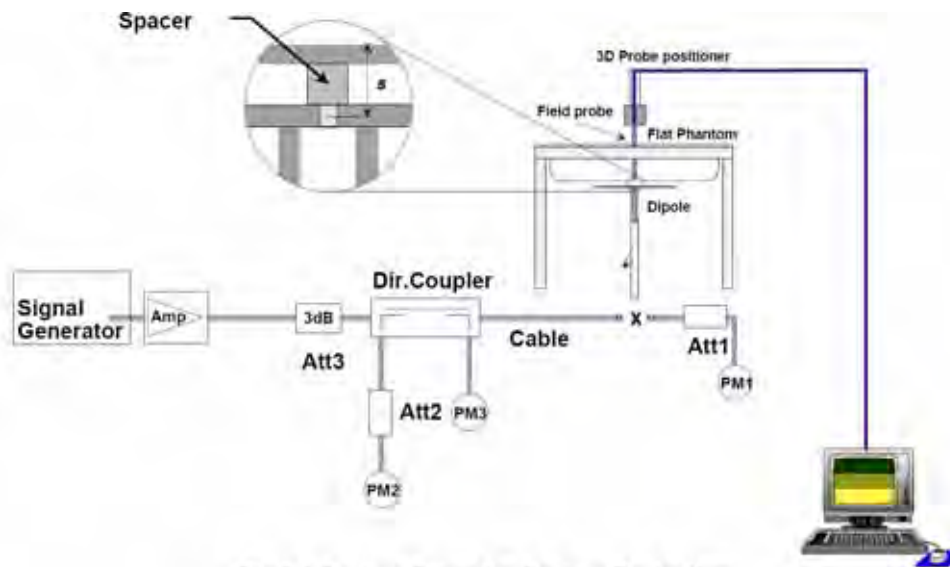 Spacer
s
3D Probe positioner
Field probe
Flat Phantom
Dipole
Signal
Generator
Amp
3dB
Att3
Dir.Coupler
Cable
x
Att1
PM1
Att2
PM3
PM2